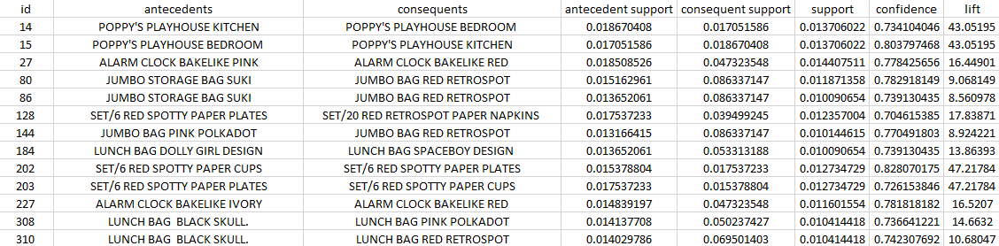 id antecedents consequents antecedent support consequent support support confidence lift
14 POPPY'S PLAYHOUSE KITCHEN POPPY'S PLAYHOUSE BEDROOM 0.018670408 0.017051586 0.013706022 0.734104046 43.05195
15 POPPY'S PLAYHOUSE BEDROOM POPPY'S PLAYHOUSE KITCHEN 0.017051586 0.018670408 0.013706022 0.803797468 43.05195
27 ALARM CLOCK BAKELIKE PINK ALARM CLOCK BAKELIKE RED 0.018508526 0.047323548 0.014407511 0.778425656 16.44901
80 JUMBO STORAGE BAG SUKI JUMBO BAG RED RETROSPOT 0.015162961 0.086337147 0.011871358 0.782918149 9.068149
86 JUMBO STORAGE BAG SUKI JUMBO BAG RED RETROSPOT 0.013652061 0.086337147 0.010090654 0.739130435 8.560978
128 SET/6 RED SPOTTY PAPER PLATES SET/20 RED RETROSPOT PAPER NAPKINS 0.017537233 0.039499245 0.012357004 0.704615385 17.83871
144 JUMBO BAG PINK POLKADOT JUMBO BAG RED RETROSPOT 0.013166415 0.086337147 0.010144615 0.770491803 8.924221
184 LUNCH BAG DOLLY GIRL DESIGN LUNCH BAG SPACEBOY DESIGN 0.013652061 0.053313188 0.010090654 0.739130435 13.86393
202 SET/6 RED SPOTTY PAPER CUPS SET/6 RED SPOTTY PAPER PLATES 0.015378804 0.017537233 0.012734729 0.828070175 47.21784
203 SET/6 RED SPOTTY PAPER PLATES SET/6 RED SPOTTY PAPER CUPS 0.017537233 0.015378804 0.012734729 0.726153846 47.21784
227 ALARM CLOCK BAKELIKE IVORY ALARM CLOCK BAKELIKE RED 0.014839197 0.047323548 0.011601554 0.781818182 16.5207
308 LUNCH BAG  BLACK SKULL. LUNCH BAG PINK POLKADOT 0.014137708 0.050237427 0.010414418 0.736641221 14.6632
310 LUNCH BAG  BLACK SKULL. LUNCH BAG RED RETROSPOT 0.014029786 0.069501403 0.010414418 0.742307692 10.68047